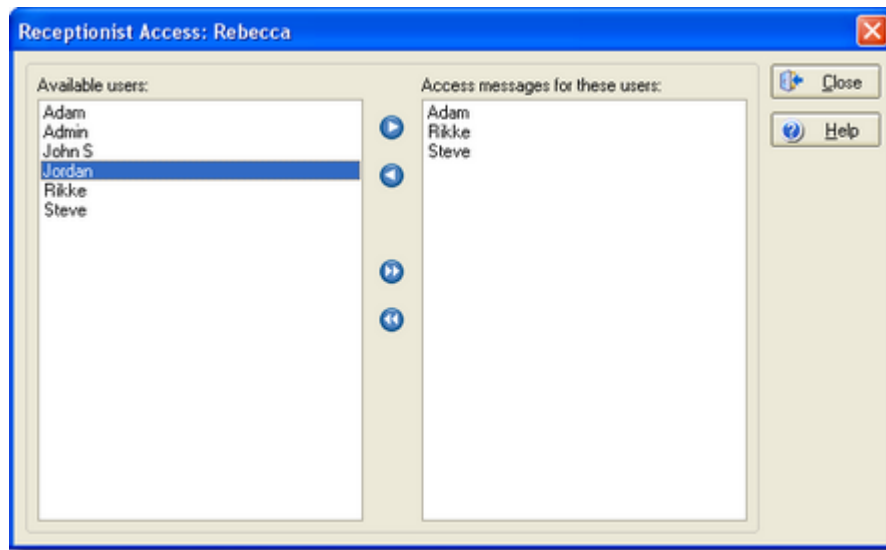 Receptionist Access: Rebecca
Available users:
Adam
Admin
John S
Jordan
Rikke
Steve
Access messages for these users:
Adam
Rikke
Steve
Close
Help